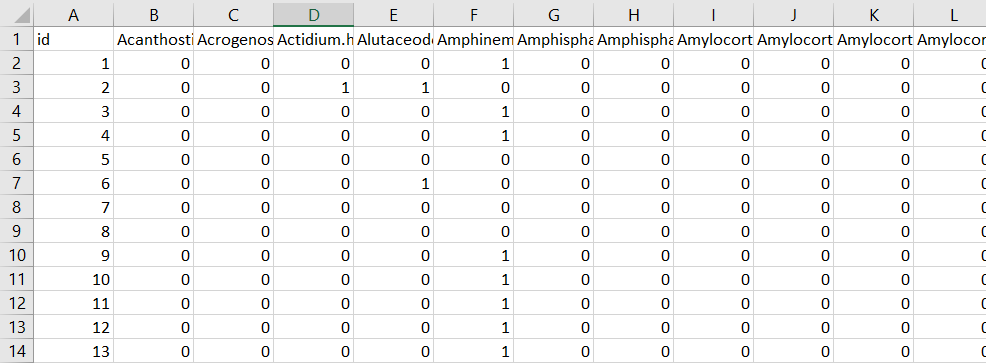 A B C D E F G H I J K L
1 id Acanthosti Acrogenos Actidium.h Alutaceodo Amphinem Amphispha Amphispha Amylocort Amylocort Amylocort Amylocor
2 1 0 0 0 0 1 0 0 0 0 0 0
3 2 0 0 1 1 0 0 0 0 0 0 0
4 3 0 0 0 0 1 0 0 0 0 0 0
5 4 0 0 0 0 1 0 0 0 0 0 0
6 5 0 0 0 0 0 0 0 0 0 0 0
7 6 0 0 0 1 0 0 0 0 0 0 0
8 7 0 0 0 0 0 0 0 0 0 0 0
9 8 0 0 0 0 0 0 0 0 0 0 0
10 9 0 0 0 0 1 0 0 0 0 0 0
11 10 0 0 0 0 1 0 0 0 0 0 0
12 11 0 0 0 0 1 0 0 0 0 0 0
13 12 0 0 0 0 1 0 0 0 0 0 0
14 13 0 0 0 0 1 0 0 0 0 0 0